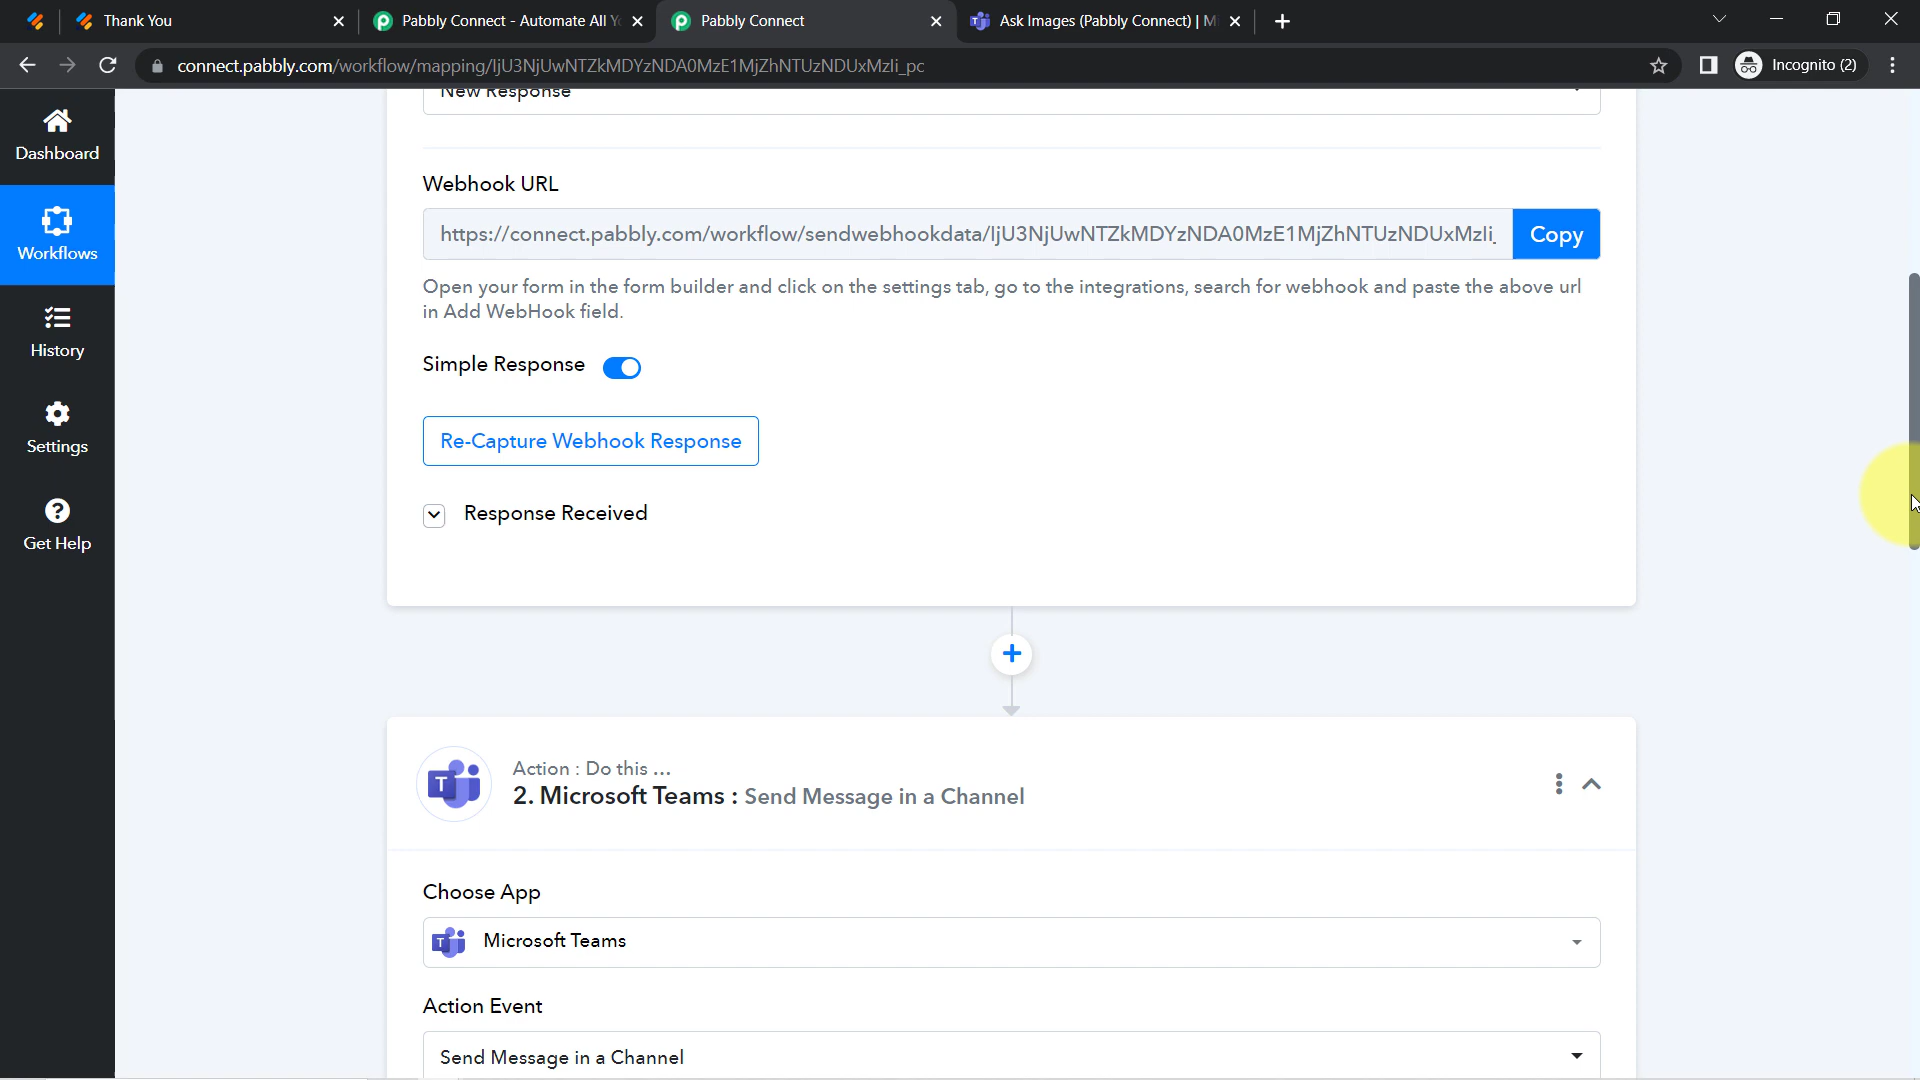 Thank You
Pabbly Connect - Automate All
Pabbly Connect
Ask Images (Pabbly Connect) | M
connect.pabbly.com/workflow/mapping/IjU3NjUwNTZkMDYzNDA0MzE1MjZhNTUzNDUxMzIi_pc
Incognito (2)
Dashboard
Workflows
History
Settings
Get Help
New Response
Webhook URL
https://connect.pabbly.com/workflow/sendwebhookdata/IjU3NjUwNTZkMDYzNDA0MzE1MjZhNTUzNDUxMzIi_
Copy
Open your form in the form builder and click on the settings tab, go to the integrations, search for webhook and paste the above url
in Add WebHook field.
Simple Response
Re-Capture Webhook Response
Response Received
Action : Do this ...
2. Microsoft Teams : Send Message in a Channel
Choose App
Microsoft Teams
Action Event
Send Message in a Channel